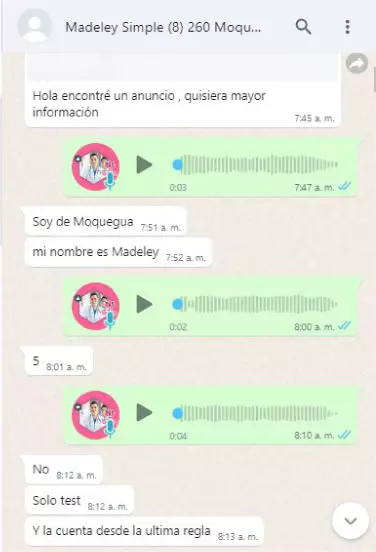 Madeley Simple (8) 260 Moqu...
Hola encontré un anuncio , quisiera mayor
información
7:45 a. m.
0:03
7:47 a. m.
Soy de Moquegua
7:51 a. m.
mi nombre es Madeley
7:52 a. m.
0:02
8:00 a. m.
5
8:01 a. m.
0:04
8:10 a. m.
No
8:12 a. m.
Solo test
8:12 a. m.
Y la cuenta desde la ultima regla
8:13 a. m.